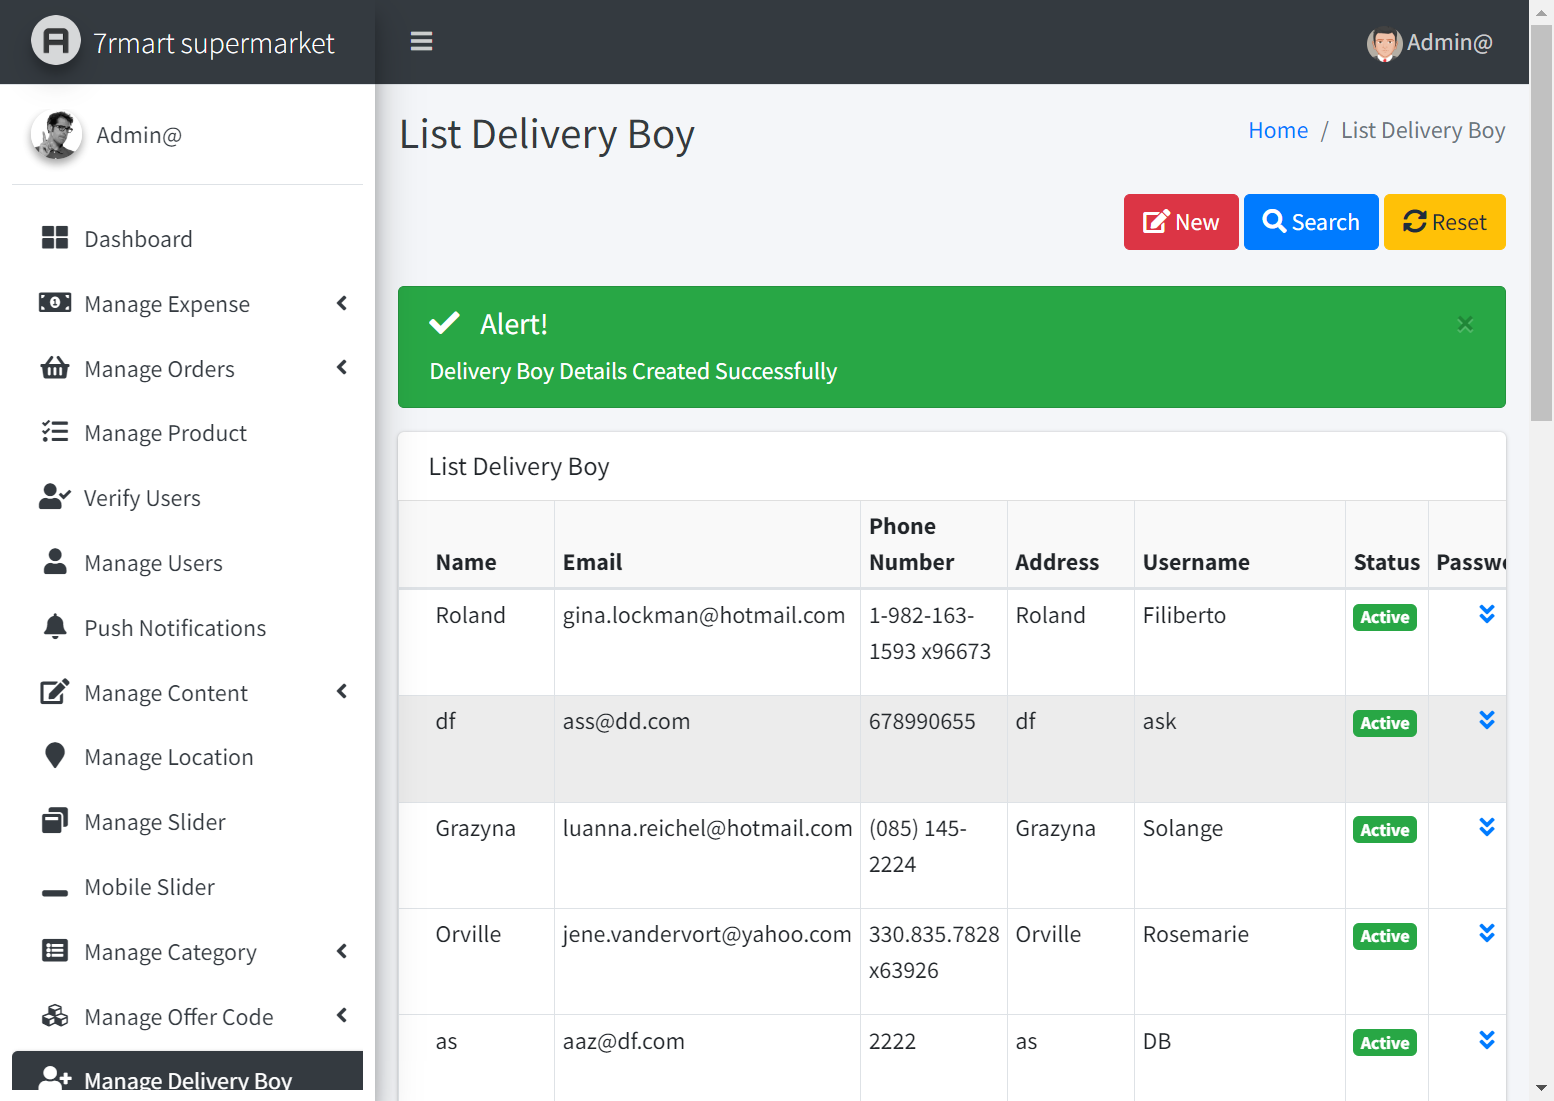 7rmart supermarket
Admin@
Admin@
Dashboard
Manage Expense
Manage Orders
Manage Product
Verify Users
Manage Users
Push Notifications
Manage Content
Manage Location
Manage Slider
Mobile Slider
Manage Category
Manage Offer Code
Manage Delivery Boy
List Delivery Boy
Home / List Delivery Boy
New Search Reset
Alert!
×
Delivery Boy Details Created Successfully
List Delivery Boy
Name Email Phone Number Address Username Status Passwo
Roland gina.lockman@hotmail.com 1-982-163-1593 x96673 Roland Filiberto Active
df ass@dd.com 678990655 df ask Active
Grazyna luanna.reichel@hotmail.com (085) 145-2224 Grazyna Solange Active
Orville jene.vandervort@yahoo.com 330.835.7828 x63926 Orville Rosemarie Active
as aaz@df.com 2222 as DB Active